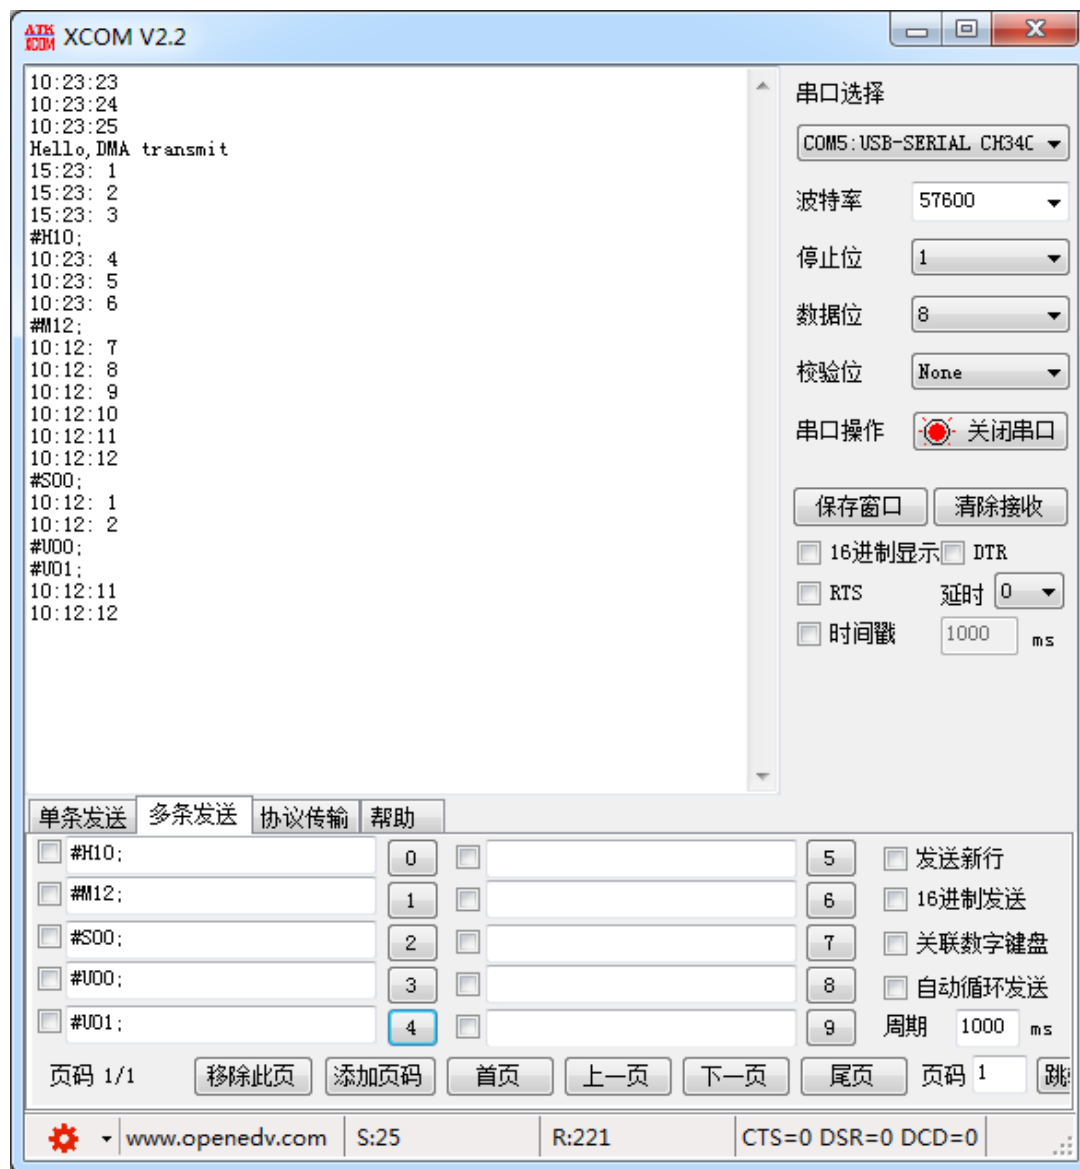 ATK XCOM XCOM V2.2
10:23:23
10:23:24
10:23:25
Hello,DMA transmit
15:23: 1
15:23: 2
15:23: 3
#H10;
10:23: 4
10:23: 5
10:23: 6
#M12;
10:12: 7
10:12: 8
10:12: 9
10:12:10
10:12:11
10:12:12
#S00;
10:12: 1
10:12: 2
#U00;
#U01;
10:12:11
10:12:12
串口选择
COM5:USB-SERIAL CH34
波特率 57600
停止位 1
数据位 8
校验位 None
串口操作 关闭串口
保存窗口 清除接收
16进制显示 DTR
RTS 延时 0
时间戳 1000 ms
单条发送 多条发送 协议传输 帮助
#H10; 0 5 发送新行
#M12; 1 6 16进制发送
#S00; 2 7 关联数字键盘
#U00; 3 8 自动循环发送
#U01; 4 9 周期 1000 ms
页码 1/1 移除此页 添加页码 首页 上一页 下一页 尾页 页码 1 跳
www.openedv.com S:25 R:221 CTS=0 DSR=0 DCD=0